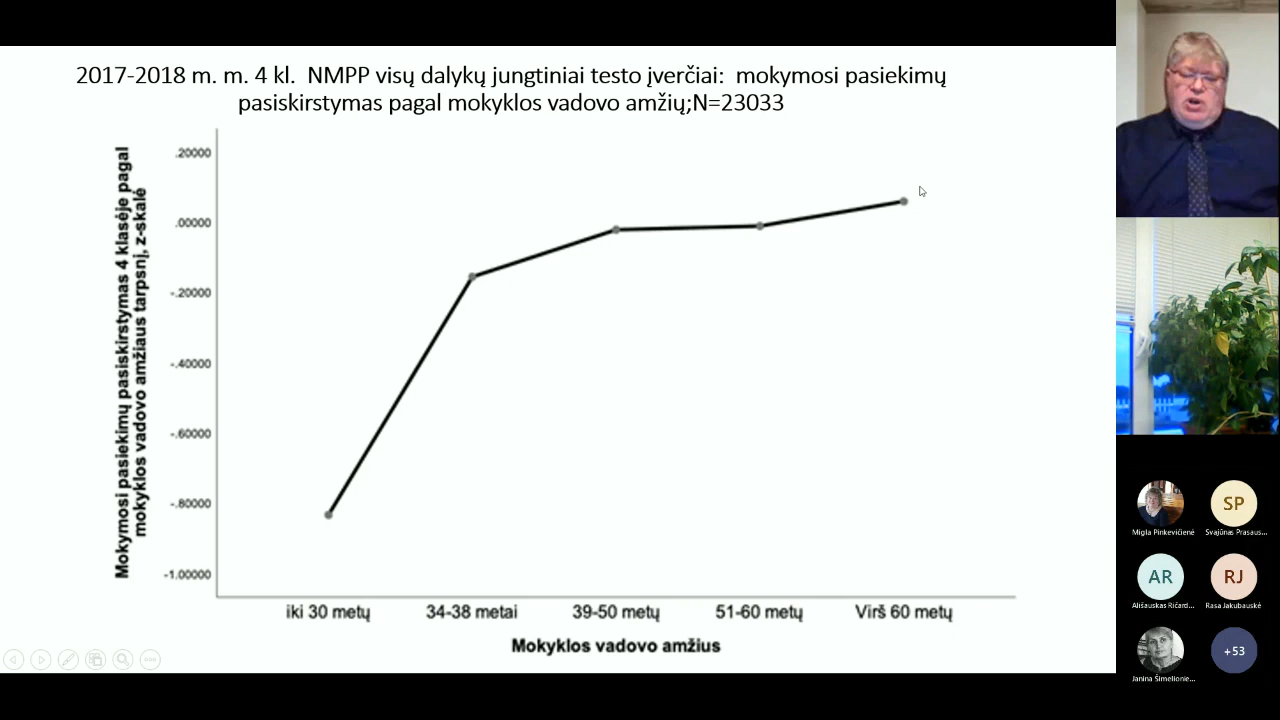 2017-2018 m. m. 4 kl.  NMPP visų dalykų jungtiniai testo įverčiai:  mokymosi pasiekimų
pasiskirstymas pagal mokyklos vadovo amžių;N=23033
Mokymosi pasiekimų pasiskirstymas 4 klasėje pagal
mokyklos vadovo amžiaus tarpsnį, z-skalė
.20000
.00000
-.20000
-.40000
-.60000
-.80000
-1.00000
iki 30 metų
34-38 metai
39-50 metų
51-60 metų
Virš 60 metų
Mokyklos vadovo amžius
Migla Pinkevičienė
SP
Svajūnas Prasaus...
AR
Ališauskas Ričard...
RJ
Rasa Jakubauskė
Janina Šimelionie...
+53